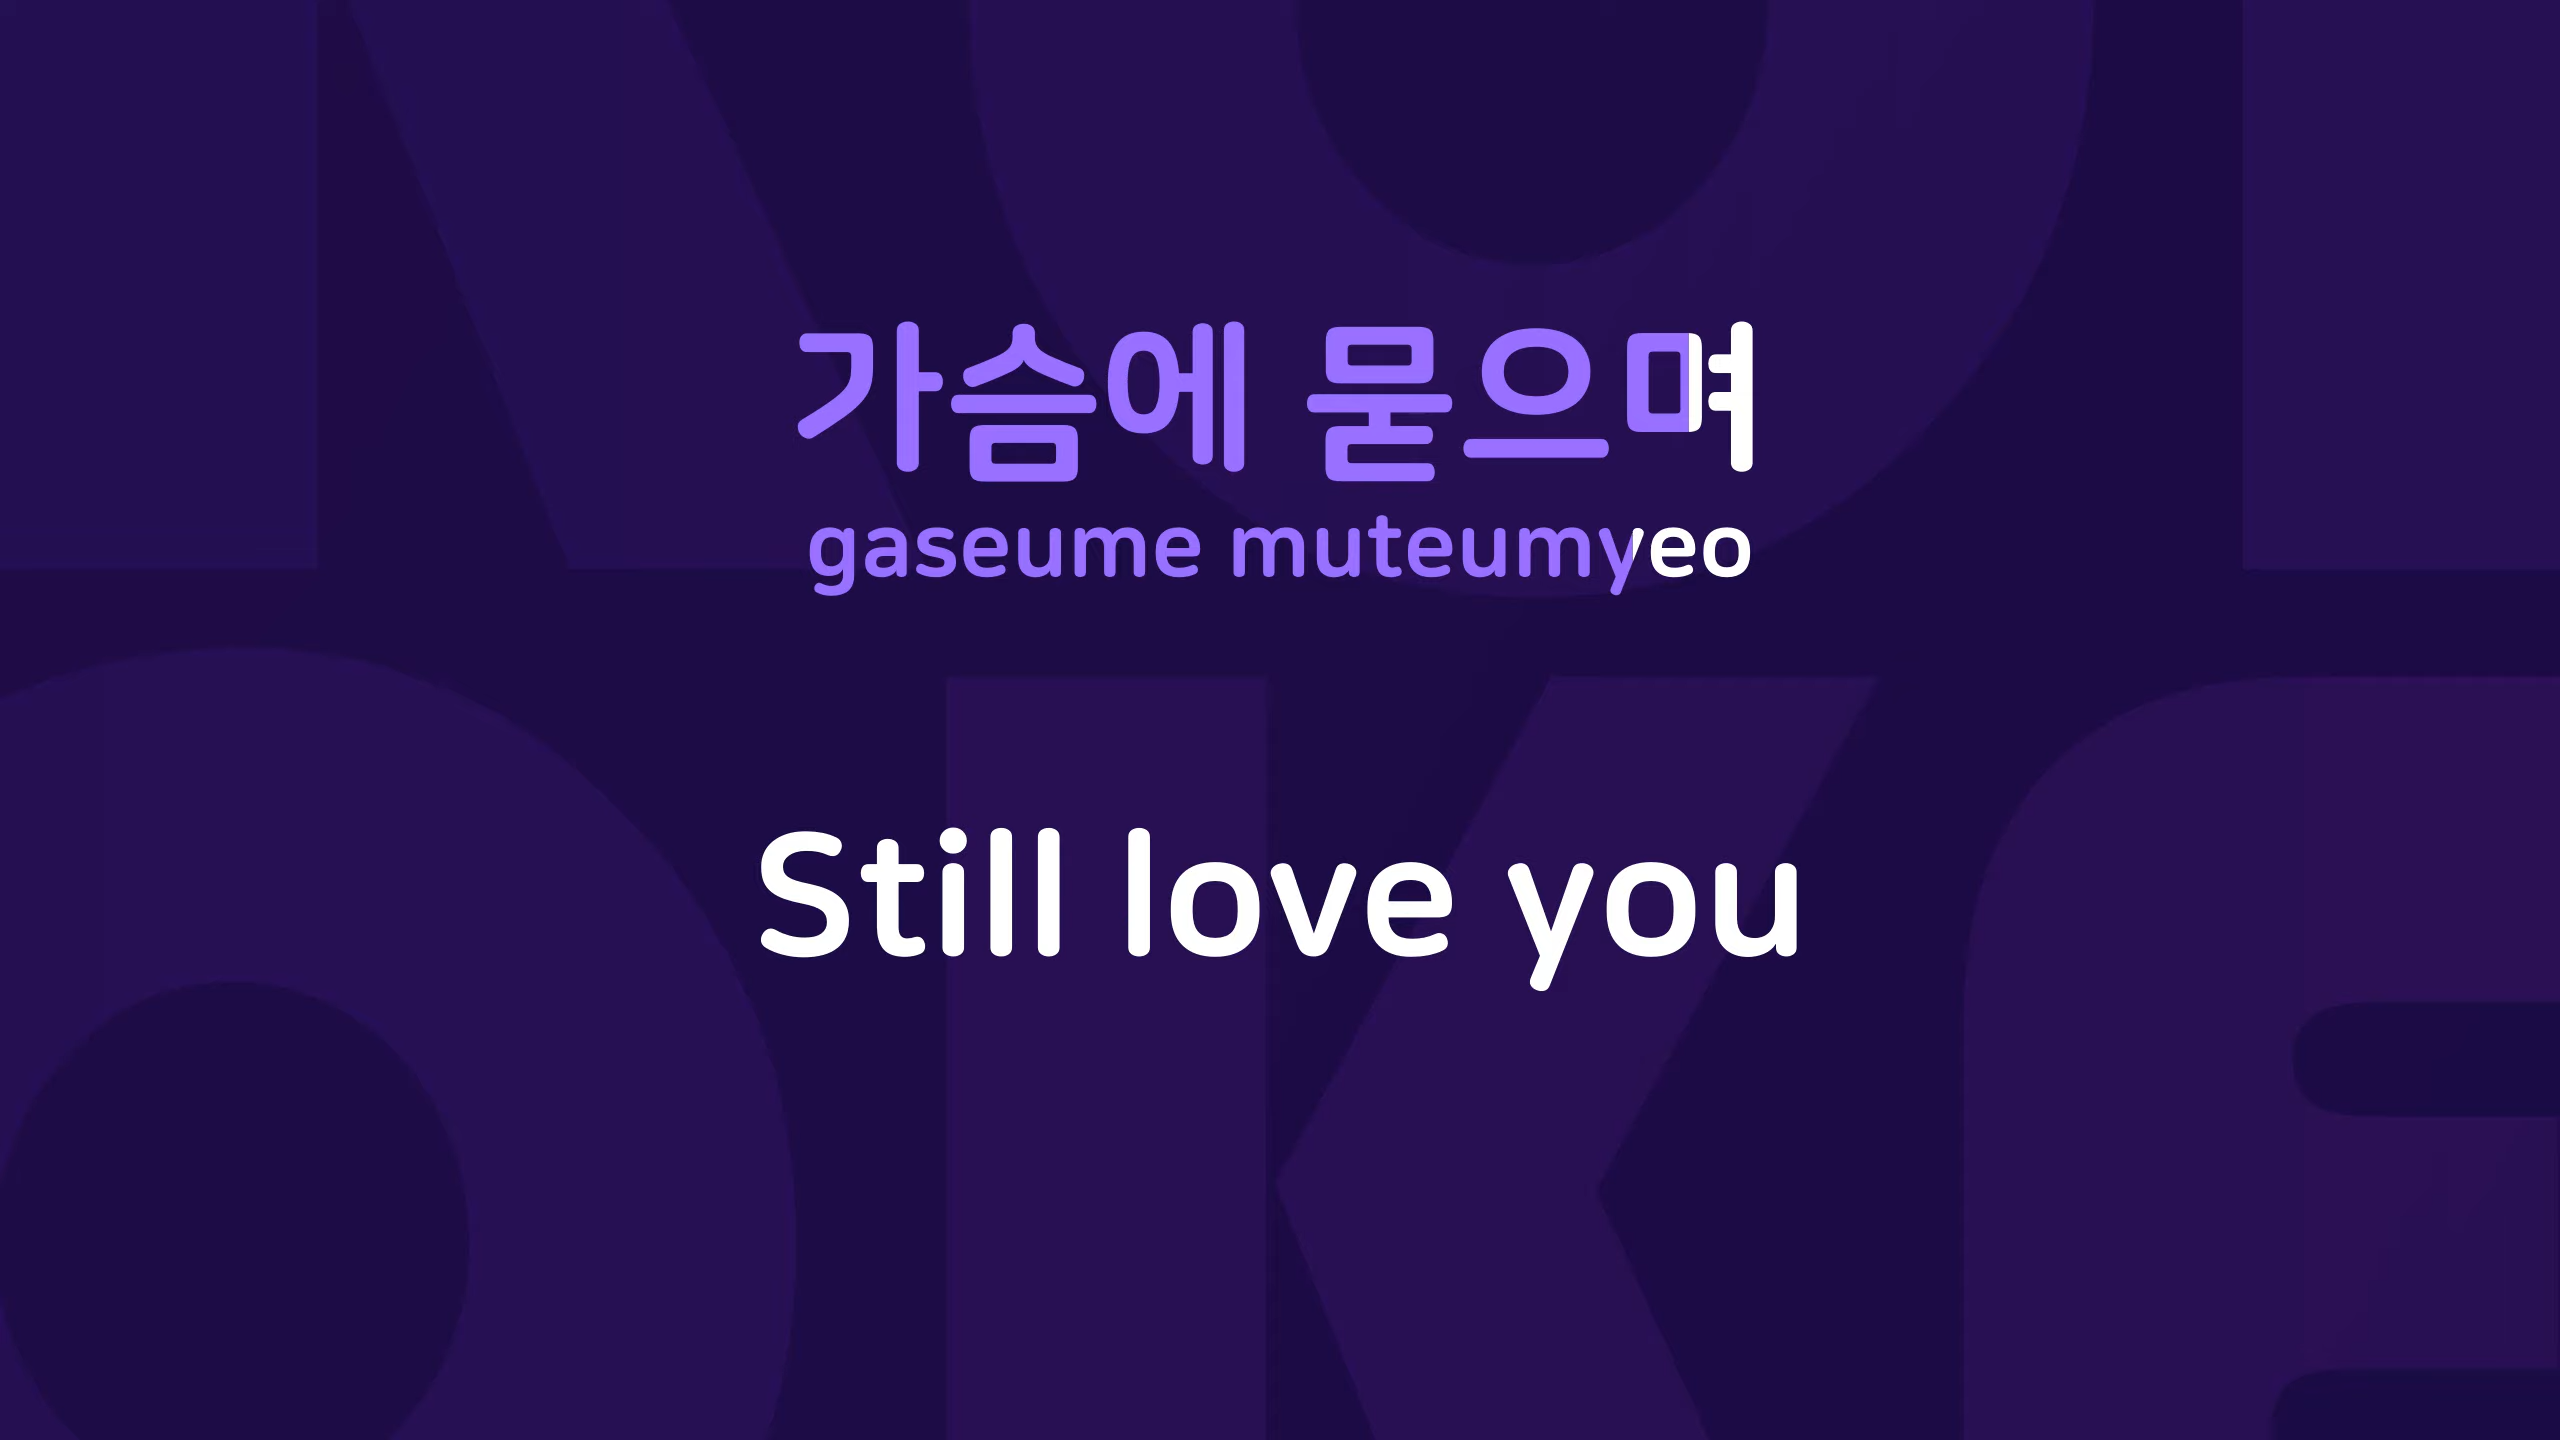 가슴에 묻으며
gaseume muteumyeo
Still love you